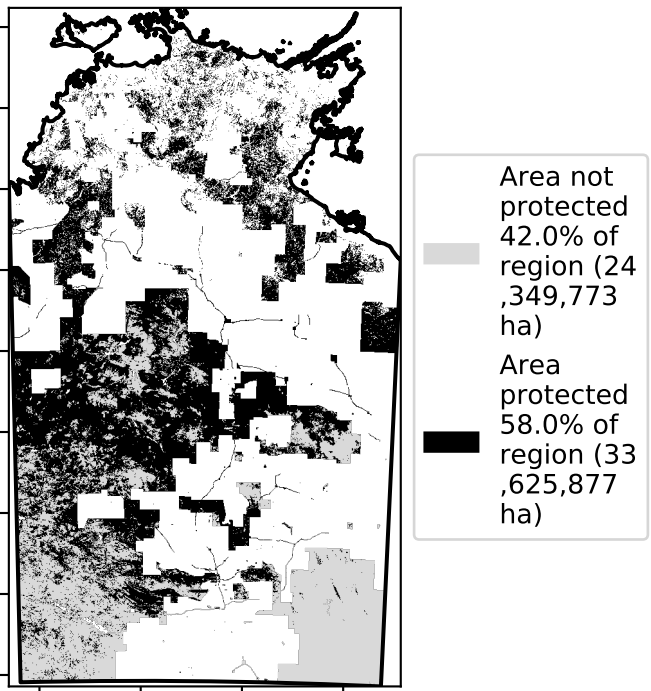 Area not
protected
42.0% of
region (24
,349,773
ha)
Area
protected
58.0% of
region (33
,625,877
ha)